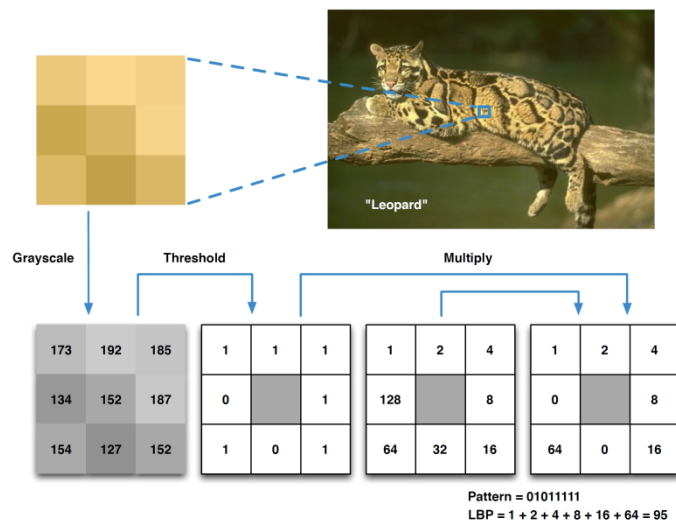 "Leopard"
Grayscale
Threshold
Multiply
173 192 185
134 152 187
154 127 152
1 1 1
0 1
1 0 1
1 2 4
128 8
64 32 16
1 2 4
0 8
64 0 16
Pattern = 01011111
LBP = 1 + 2 + 4 + 8 + 16 + 64 = 95